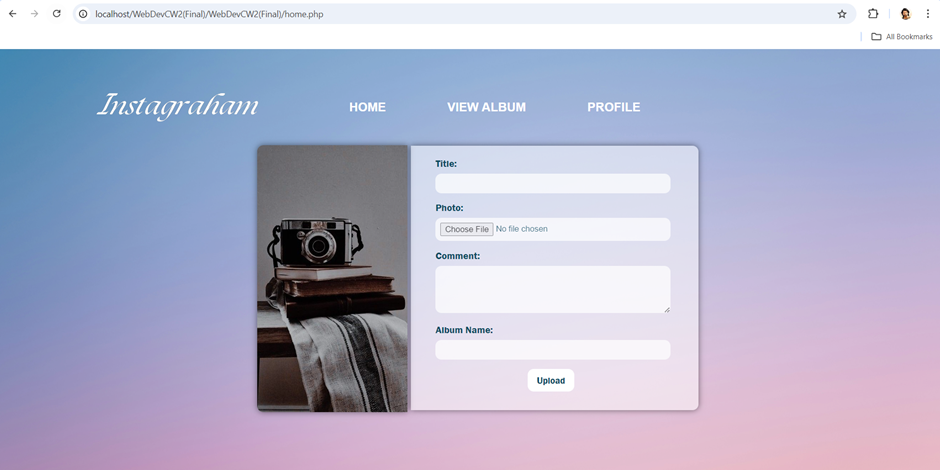 localhost/WebDevCW2(Final)/WebDevCW2(Final)/home.php
All Bookmarks
Instagraham
HOME VIEW ALBUM PROFILE
Title:
Photo:
Choose File No file chosen
Comment:
Album Name:
Upload